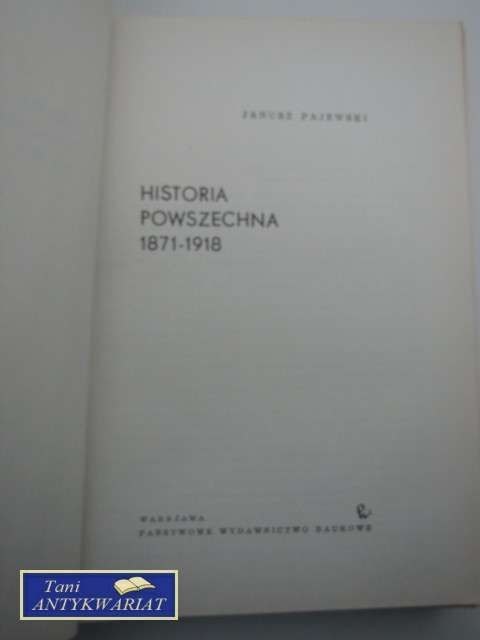 JANUSZ PAJEWSKI
HISTORIA
POWSZECHNA
1871-1918
WARSZAWA
PAŃSTWOWE WYDAWNICTWO NAUKOWE
Tani
ANTYKWARIAT